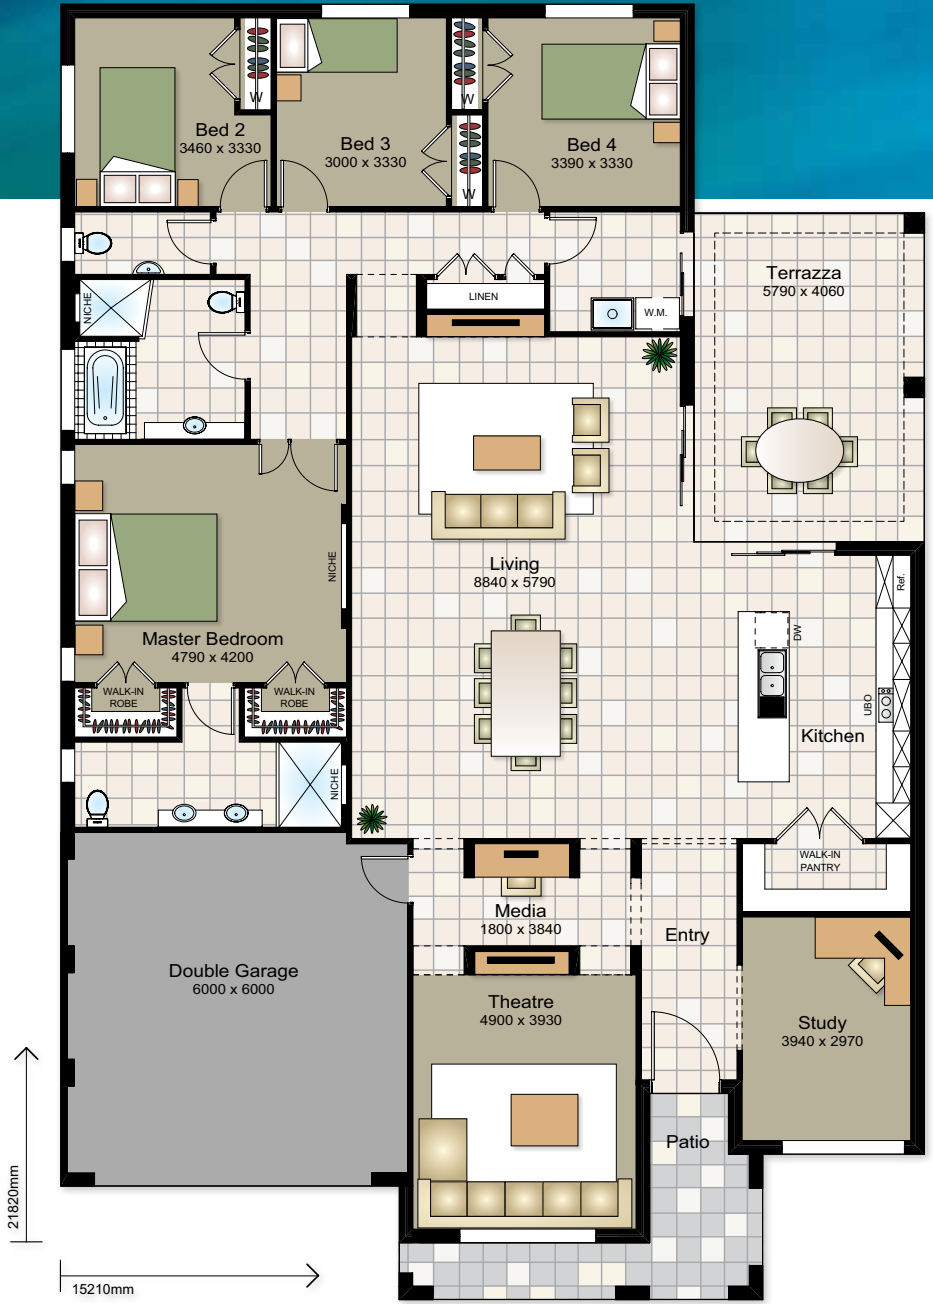 W
W
Bed 2
3460 x 3330
Bed 3
3000 x 3330
Bed 4
3390 x 3330
W
Terrazza
5790 x 4060
NICHE
LINEN
W.M.
Living
8840 x 5790
NICHE
Ref.
Master Bedroom
4790 x 4200
DW
WALK-IN
ROBE
WALK-IN
ROBE
UBO
Kitchen
NICHE
WALK-IN
PANTRY
Media
1800 x 3840
Entry
Double Garage
6000 x 6000
Theatre
4900 x 3930
Study
3940 x 2970
Patio
21820mm
15210mm